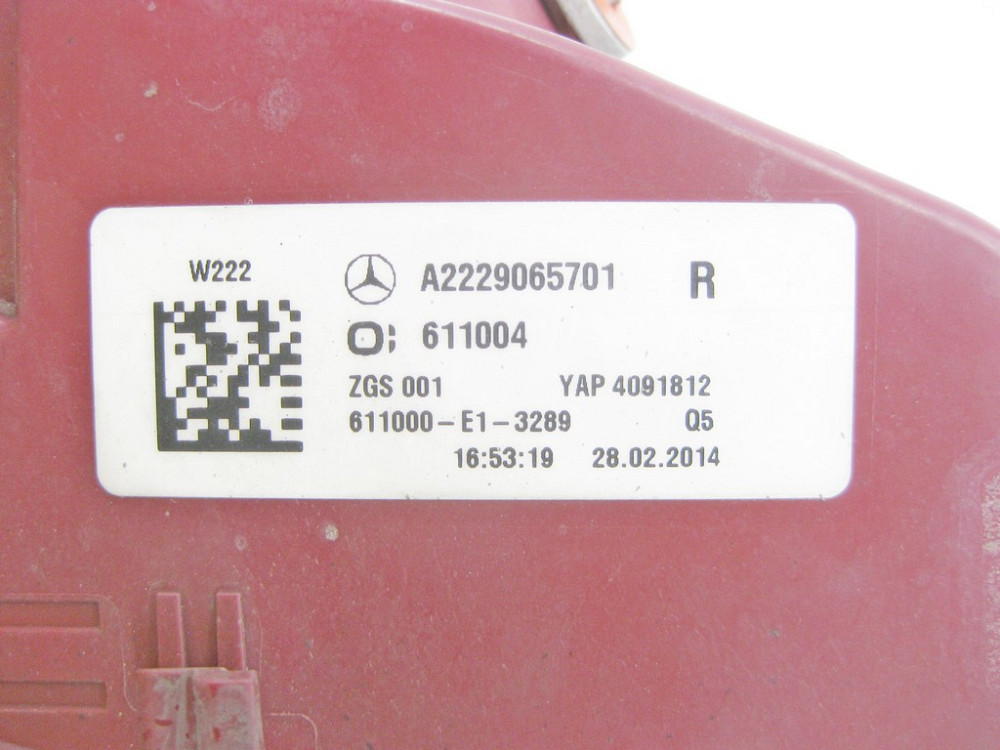 W222
A2229065701 R
611004
ZGS 001 YAP 4091812
611000-E1-3289 Q5
16:53:19 28.02.2014